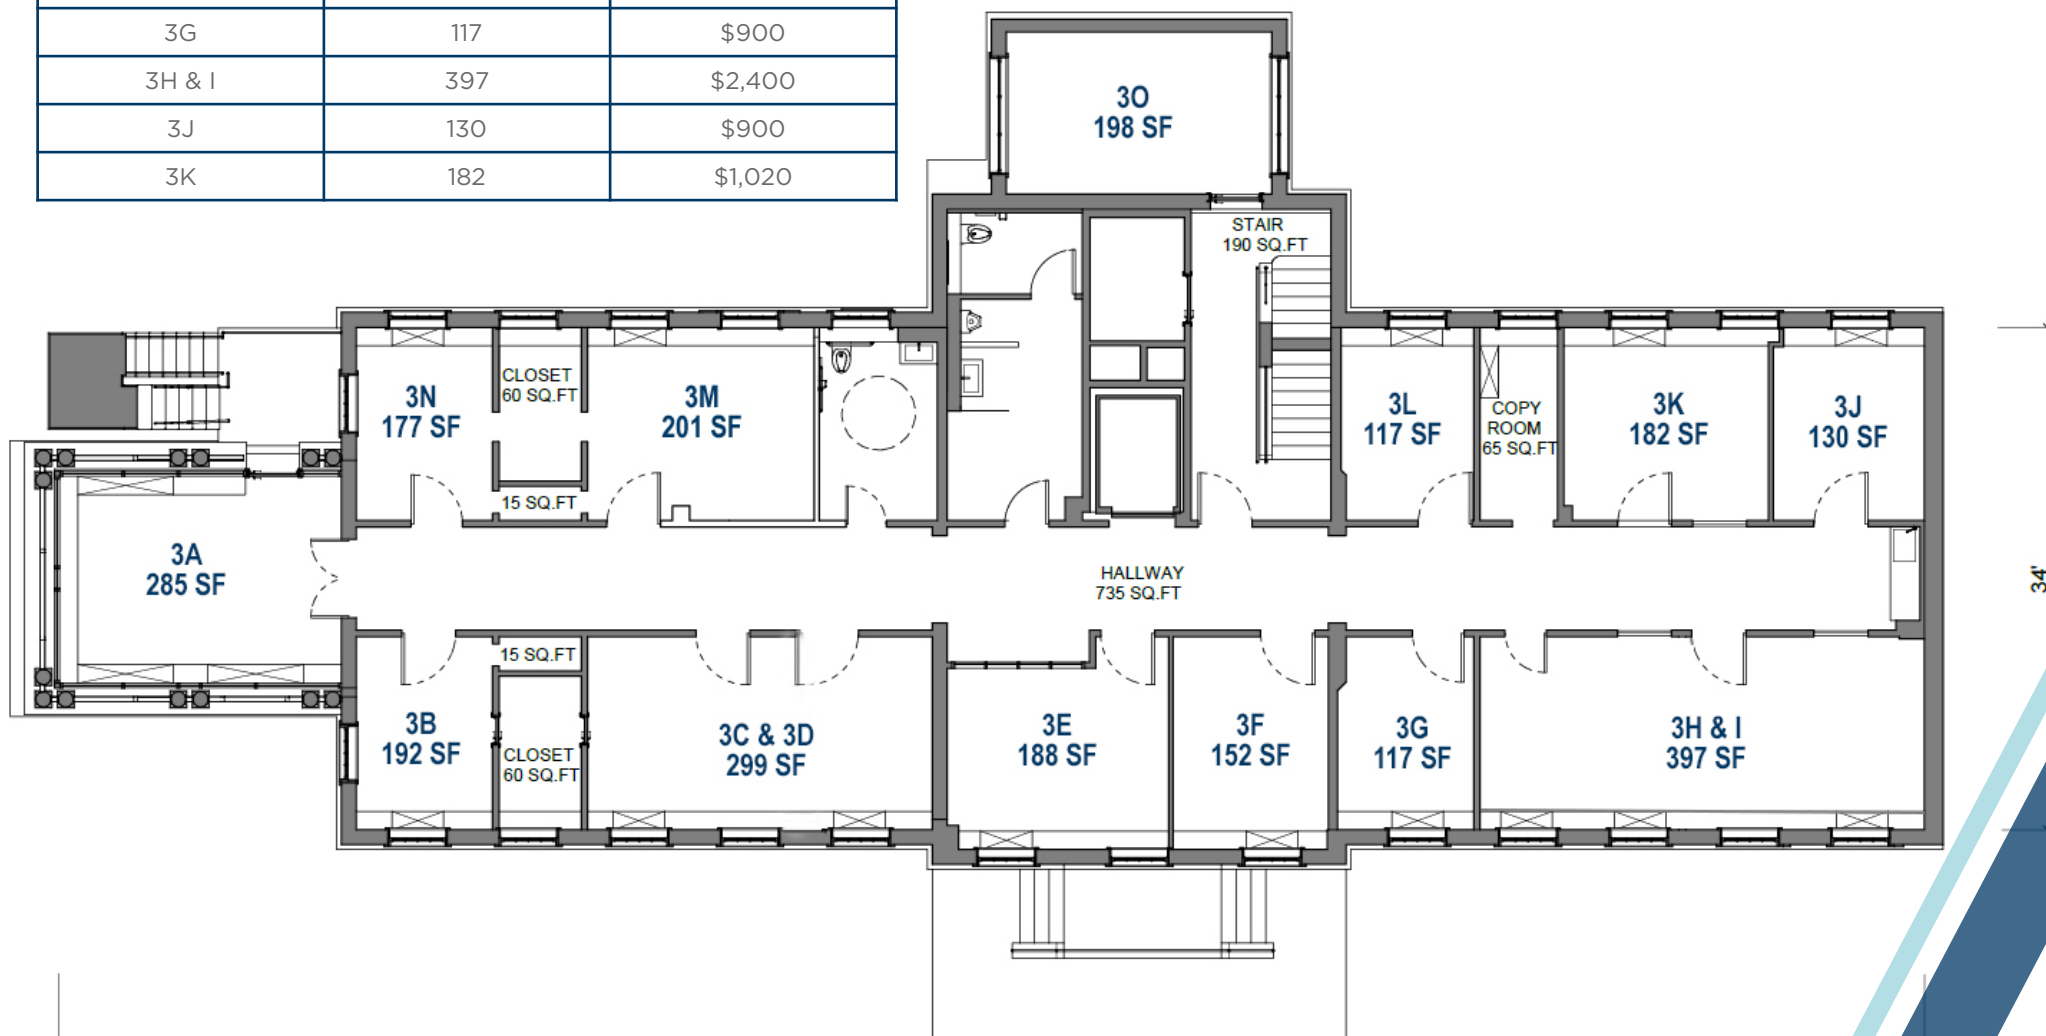 3G 117 $900
3H & I 397 $2,400
3J 130 $900
3K 182 $1,020
3O
198 SF
STAIR
190 SQ.FT
3N
177 SF
CLOSET
60 SQ.FT
3M
201 SF
3L
117 SF
COPY
ROOM
65 SQ.FT
3K
182 SF
3J
130 SF
15 SQ.FT
3A
285 SF
HALLWAY
735 SQ.FT
34'
15 SQ.FT
3B
192 SF
CLOSET
60 SQ.FT
3C & 3D
299 SF
3E
188 SF
3F
152 SF
3G
117 SF
3H & I
397 SF